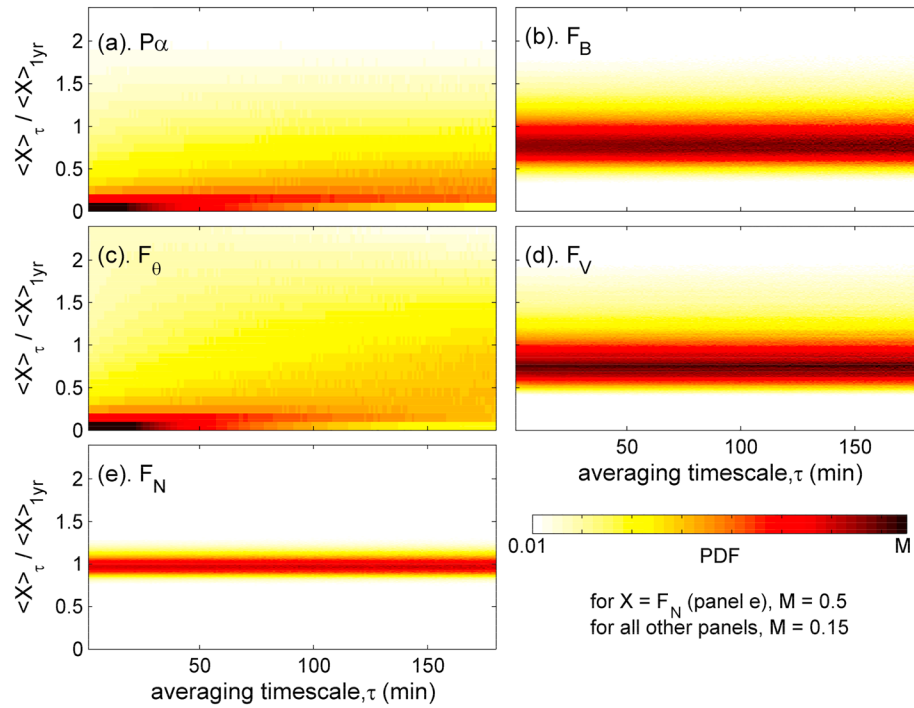 (a). Pα
(b). F_B
<X>_τ / <X>_1yr
2
1.5
1
0.5
0
(c). F_θ
(d). F_V
<X>_τ / <X>_1yr
2
1.5
1
0.5
0
50 100 150
averaging timescale,τ (min)
(e). F_N
<X>_τ / <X>_1yr
2
1.5
1
0.5
0
50 100 150
averaging timescale,τ (min)
0.01 M
PDF
for X = F_N (panel e), M = 0.5
for all other panels, M = 0.15